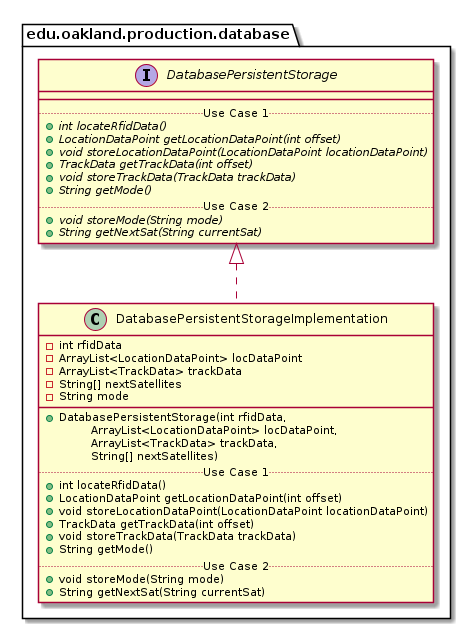 edu.oakland.production.database
I DatabasePersistentStorage
Use Case 1
int locateRfidData()
LocationDataPoint getLocationDataPoint(int offset)
void storeLocationDataPoint(LocationDataPoint locationDataPoint)
TrackData getTrackData(int offset)
void storeTrackData(TrackData trackData)
String getMode()
Use Case 2
void storeMode(String mode)
String getNextSat(String currentSat)
C DatabasePersistentStorageImplementation
int rfidData
ArrayList<LocationDataPoint> locDataPoint
ArrayList<TrackData> trackData
String[] nextSatellites
String mode
DatabasePersistentStorage(int rfidData,
ArrayList<LocationDataPoint> locDataPoint,
ArrayList<TrackData> trackData,
String[] nextSatellites)
Use Case 1
int locateRfidData()
LocationDataPoint getLocationDataPoint(int offset)
void storeLocationDataPoint(LocationDataPoint locationDataPoint)
TrackData getTrackData(int offset)
void storeTrackData(TrackData trackData)
String getMode()
Use Case 2
void storeMode(String mode)
String getNextSat(String currentSat)